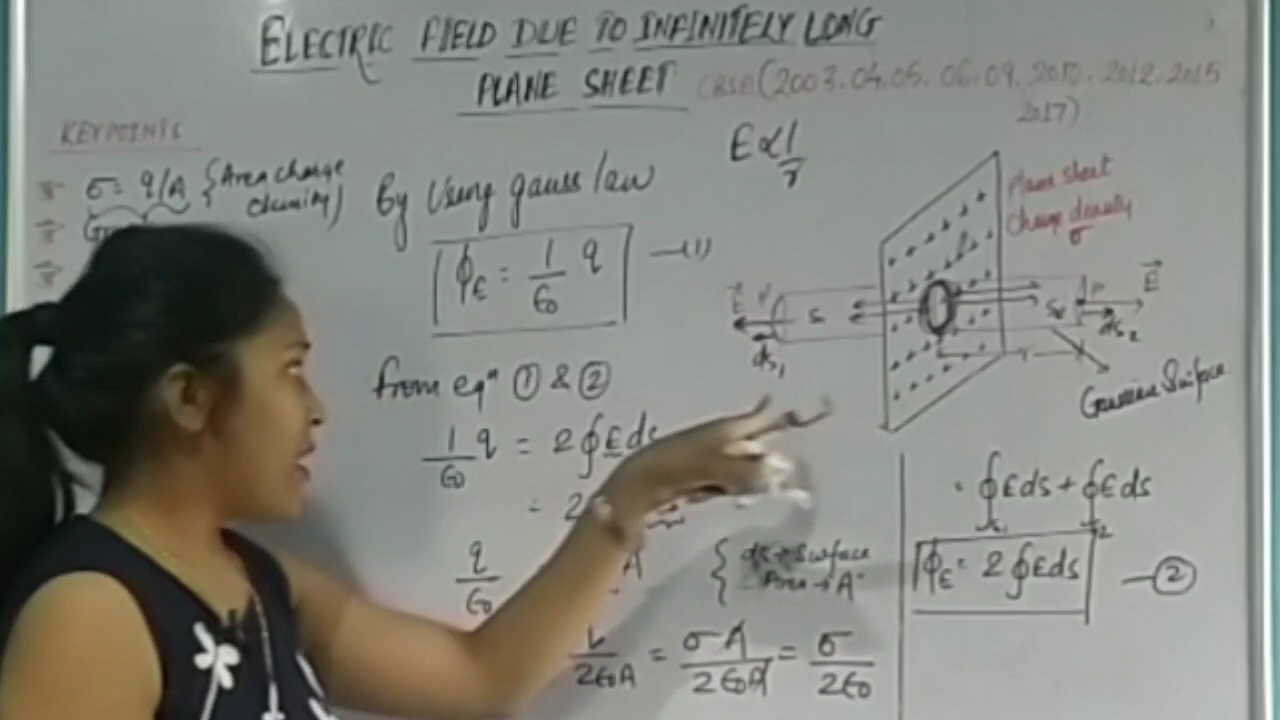 ELECTRIC FIELD DUE TO INFINITELY LONG
PLANE SHEET CBSE (2003.04.05.06.09.2010.2012.2015
2017)
KEYPOINTS
σ = q/A { Area charge
density)
By Using gauss law
E ∝ 1/r
ϕE = 1/ϵ0 q —(1)
Plane sheet
charge density
σ
E P S
ds1
S2 P E
ds2
r
Gaussian Surface
from eqn ① & ②
1/ϵ0 q = 2∮Eds
= 2
q/ϵ0 A
{ ds → Surface
Area → A
2ϵ0A = σA/2ϵ0A = σ/2ϵ0
= ∮Eds + ∮Eds
ϕE = 2∮Eds —②